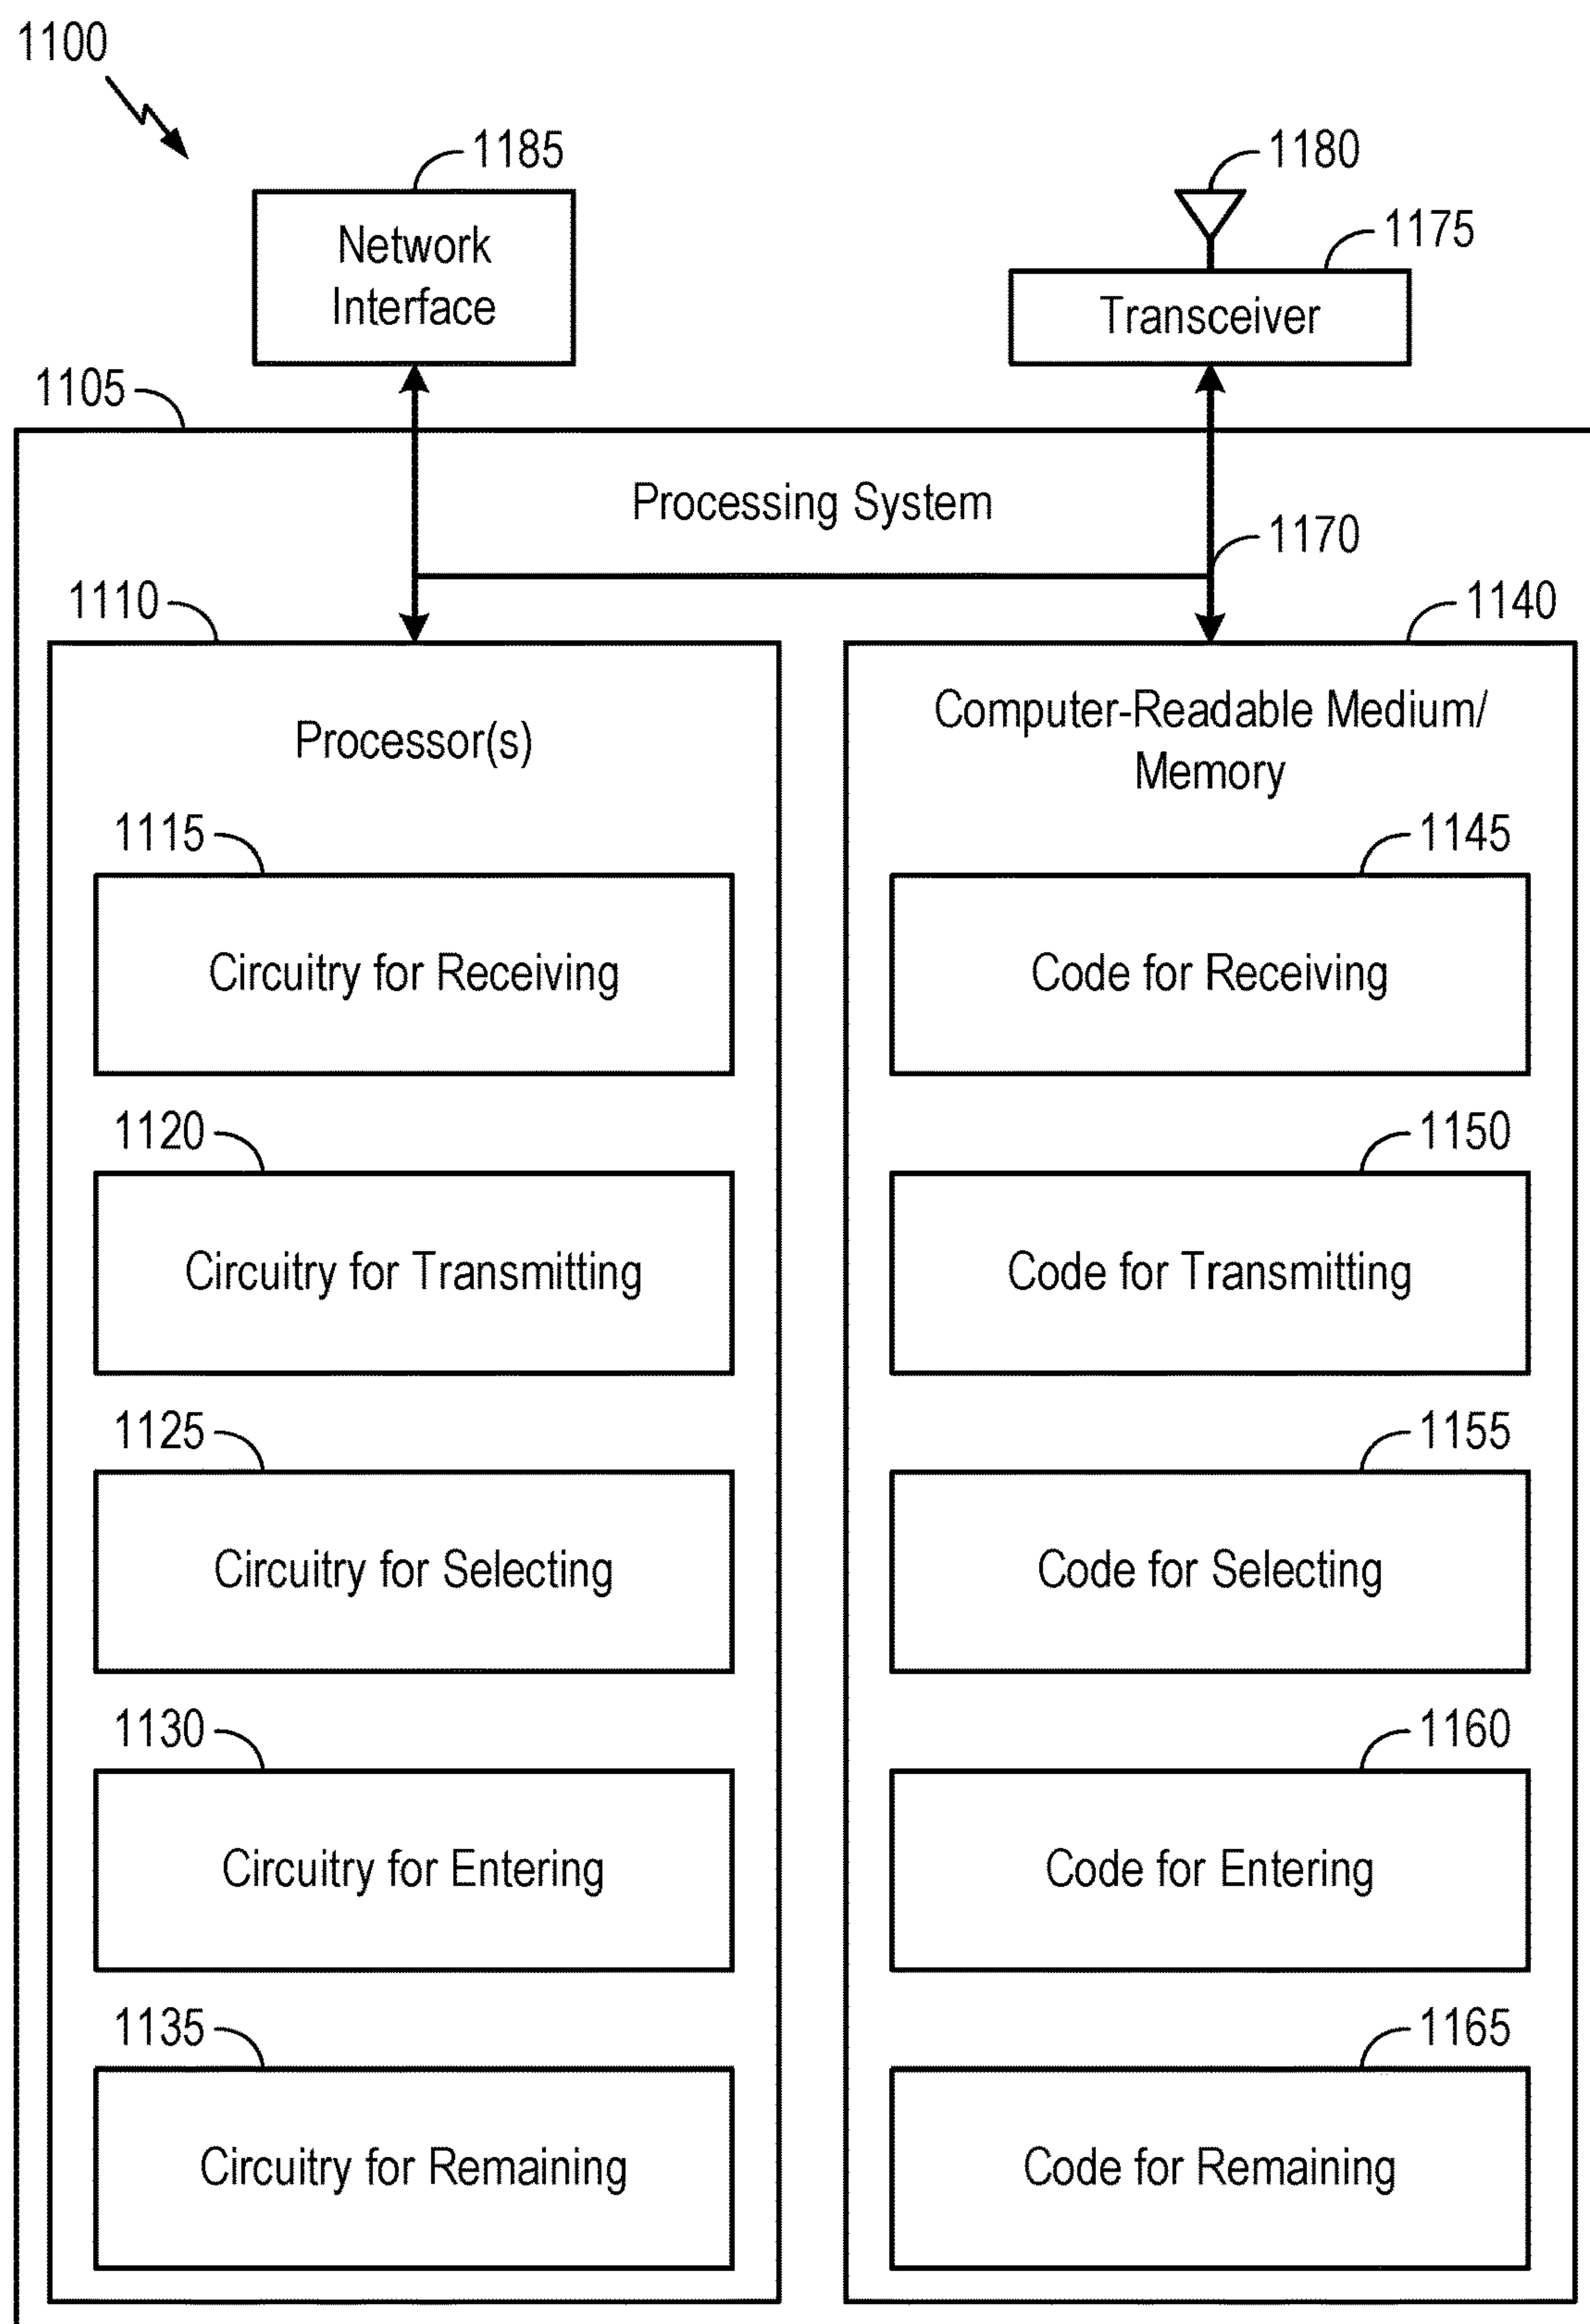 1100
1185
1180
Network
Interface
1175
Transceiver
1105
Processing System
1170
1110
1140
Processor(s)
Computer-Readable Medium/
Memory
1115
1145
Circuitry for Receiving
Code for Receiving
1120
1150
Circuitry for Transmitting
Code for Transmitting
1125
1155
Circuitry for Selecting
Code for Selecting
1130
1160
Circuitry for Entering
Code for Entering
1135
1165
Circuitry for Remaining
Code for Remaining